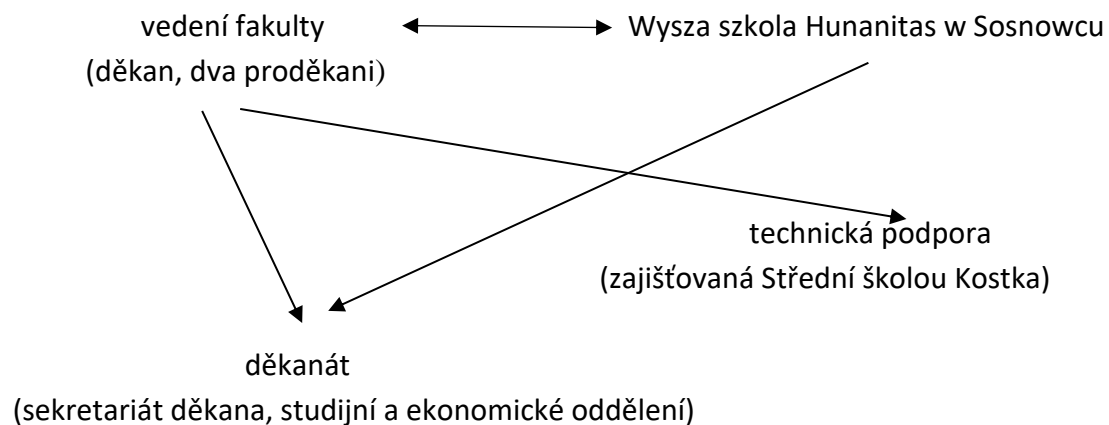 vedení fakulty
Wysza szkola Hunanitas w Sosnowcu
(děkan, dva proděkani)
technická podpora
(zajišťovaná Střední školou Kostka)
děkanát
(sekretariát děkana, studijní a ekonomické oddělení)